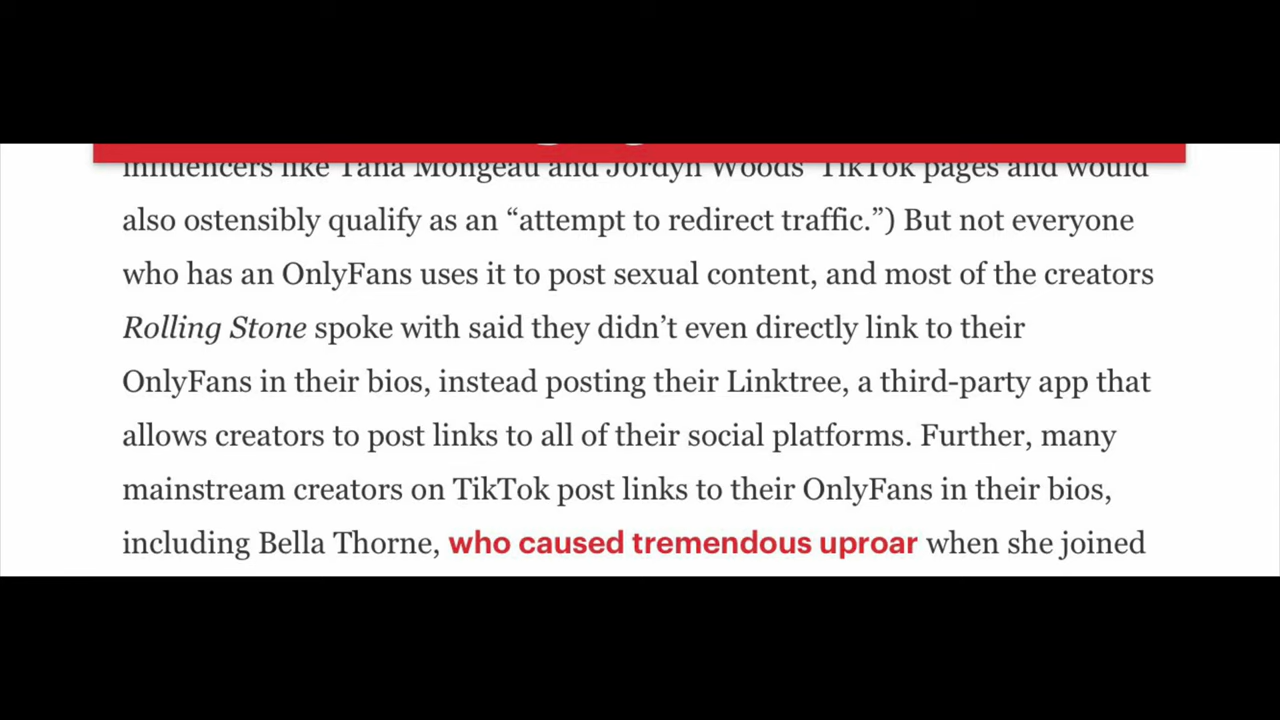 influencers like Tana Mongeau and Jordyn Woods’ TikTok pages and would
also ostensibly qualify as an “attempt to redirect traffic.”) But not everyone
who has an OnlyFans uses it to post sexual content, and most of the creators
Rolling Stone spoke with said they didn’t even directly link to their
OnlyFans in their bios, instead posting their Linktree, a third-party app that
allows creators to post links to all of their social platforms. Further, many
mainstream creators on TikTok post links to their OnlyFans in their bios,
including Bella Thorne, who caused tremendous uproar when she joined